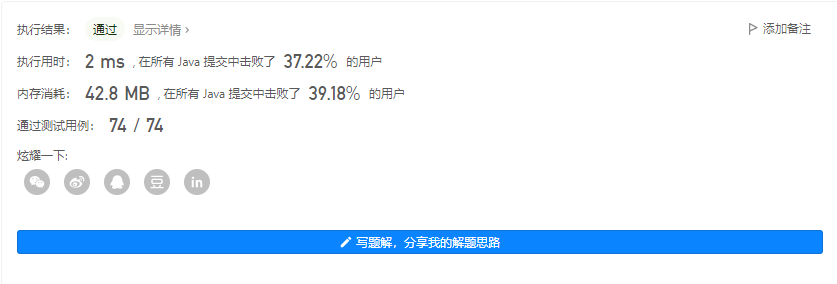 执行结果： 通过 显示详情 › 添加备注
执行用时： 2 ms , 在所有 Java 提交中击败了 37.22% 的用户
内存消耗： 42.8 MB , 在所有 Java 提交中击败了 39.18% 的用户
通过测试用例： 74 / 74
炫耀一下:
豆 in
写题解，分享我的解题思路